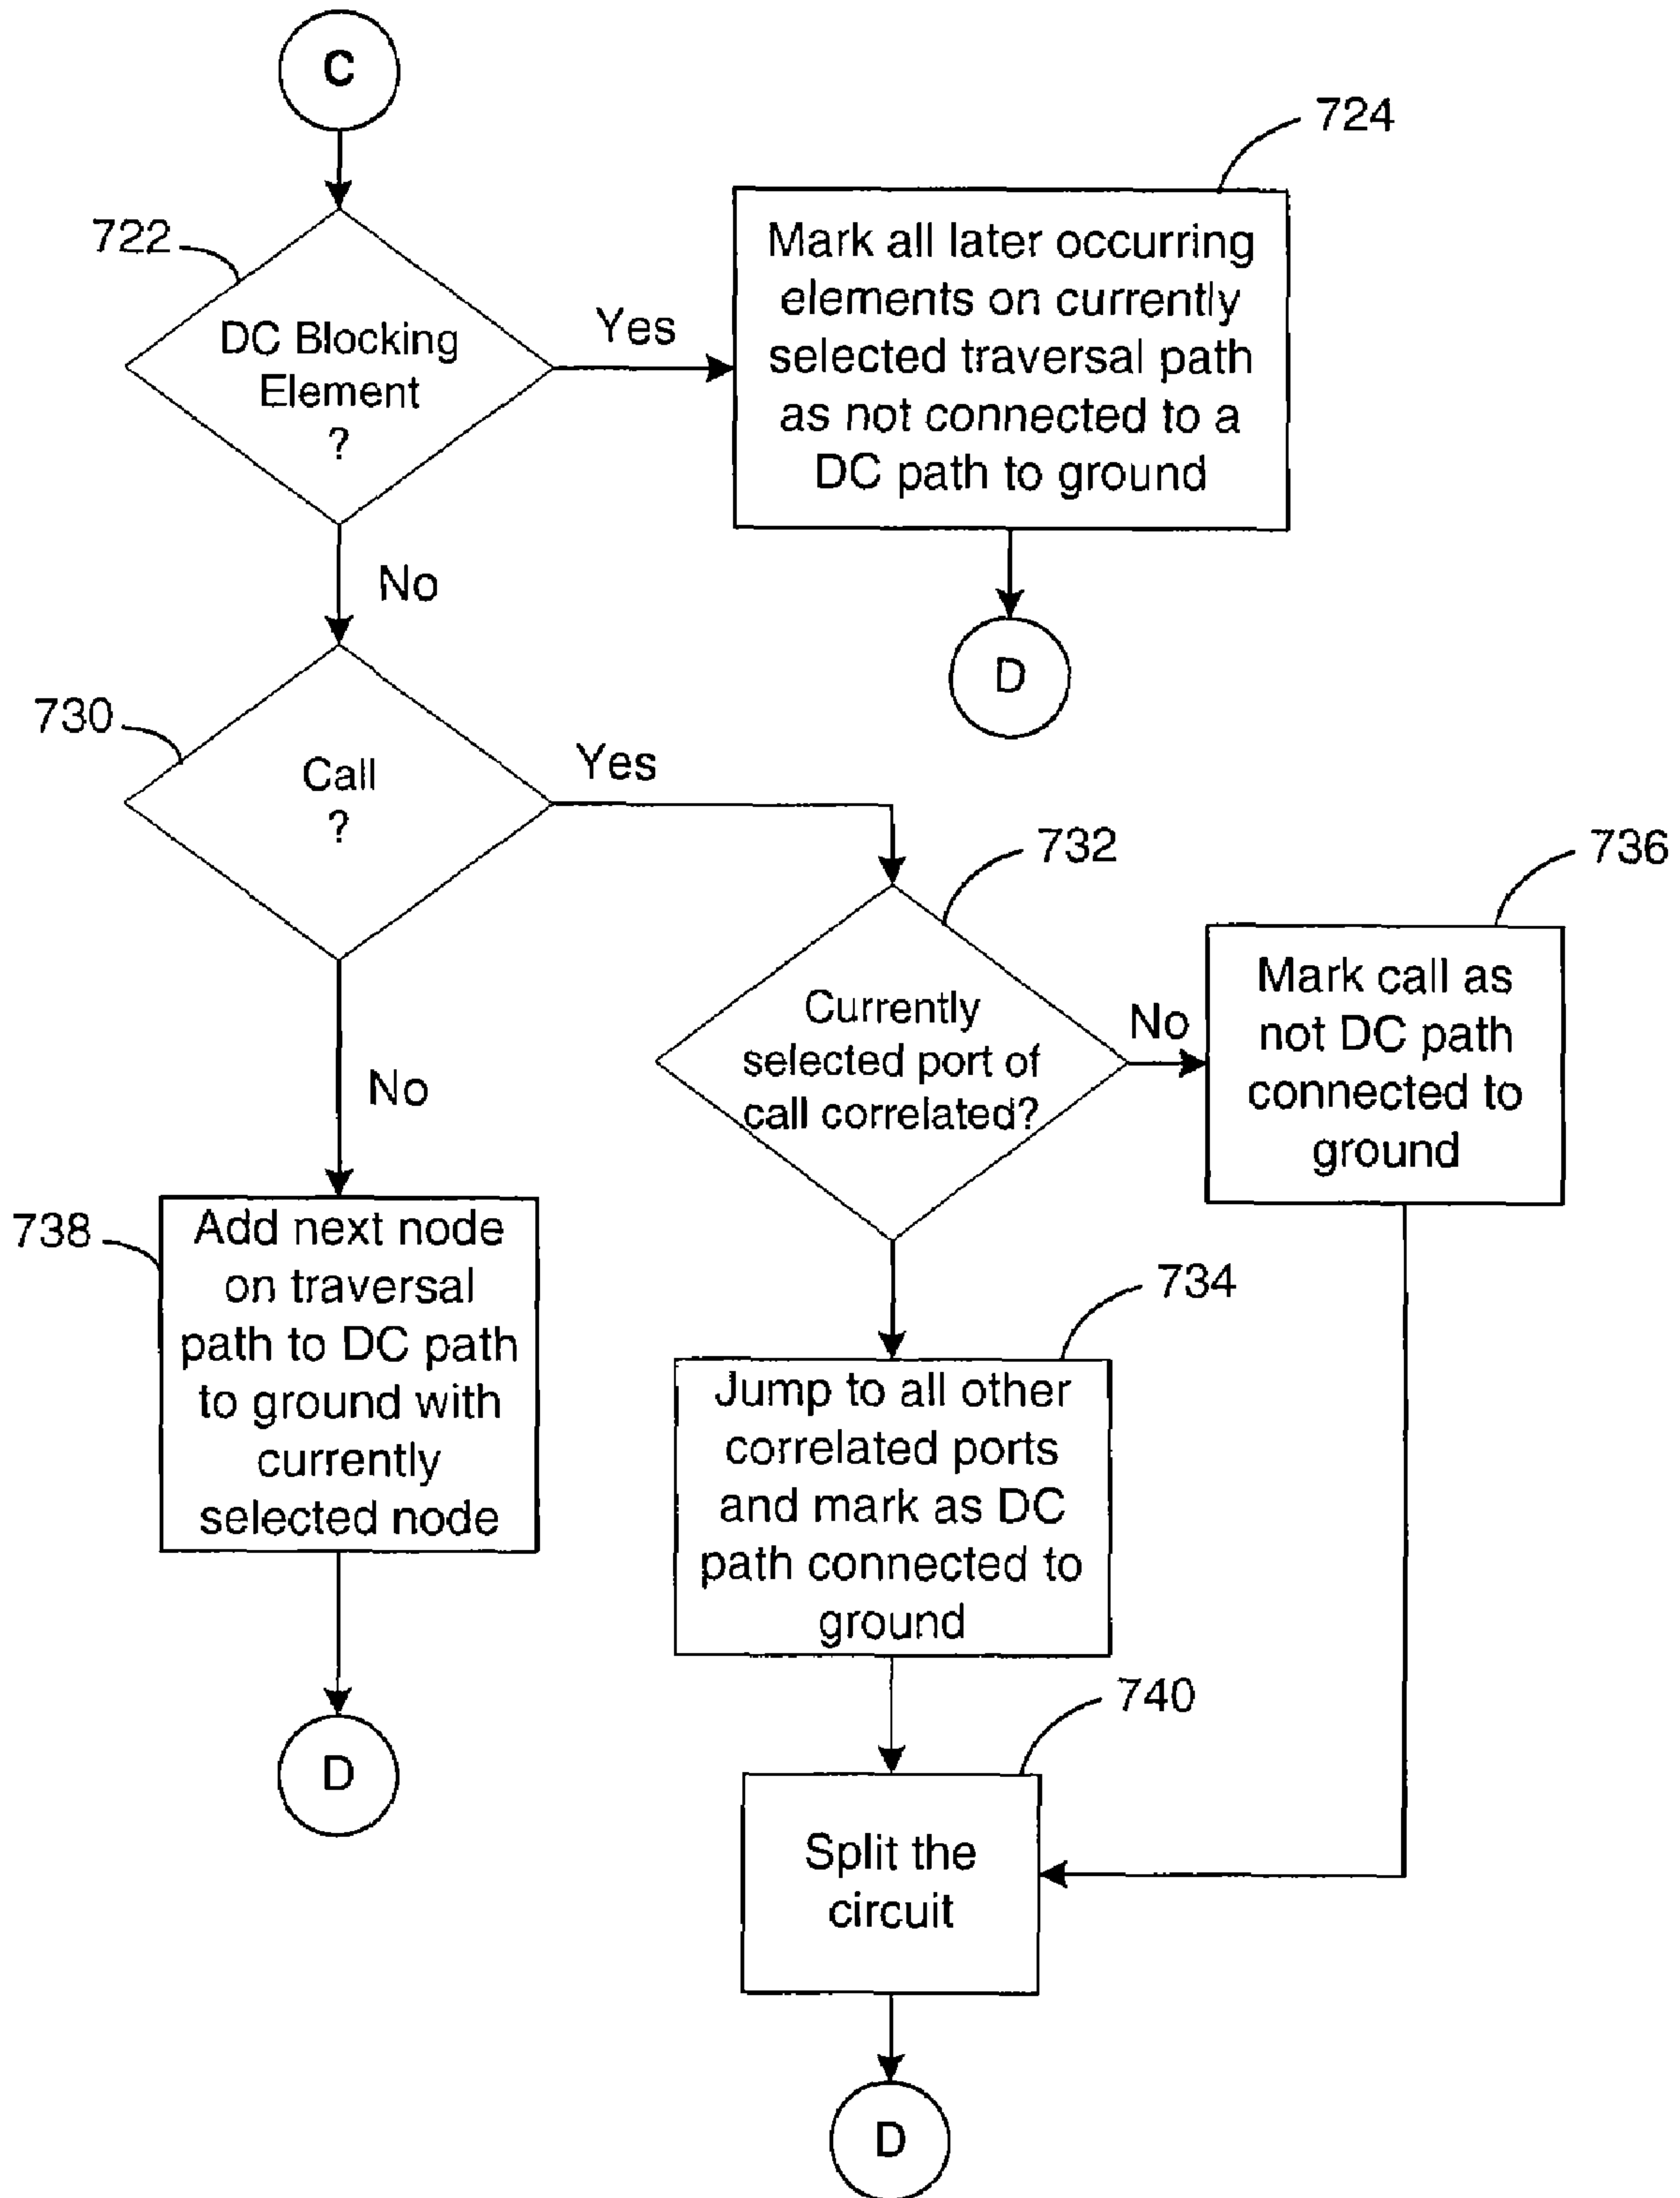 C
724
722
Mark all later occurring
elements on currently
selected traversal path
as not connected to a
DC path to ground
DC Blocking
Element
?
Yes
No
D
730
Call
?
Yes
732
736
Currently
selected port of
call correlated?
No
Mark call as
not DC path
connected to
ground
No
738
Add next node
on traversal
path to DC path
to ground with
currently
selected node
734
Jump to all other
correlated ports
and mark as DC
path connected to
ground
740
D
Split the
circuit
D